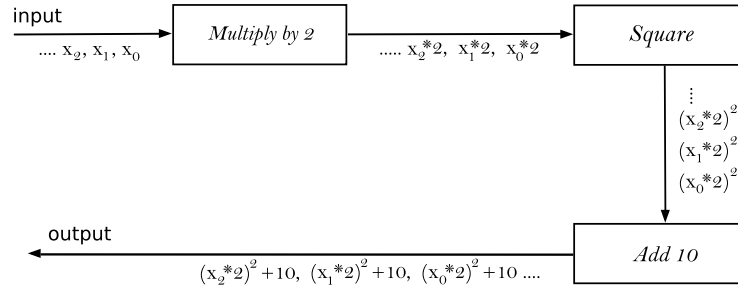 input
Multiply by 2
Square
.... x₂, x₁, x₀
..... x₂*2, x₁*2, x₀*2
....
(x₂*2)²
(x₁*2)²
(x₀*2)²
output
Add 10
(x₂*2)²+10, (x₁*2)²+10, (x₀*2)²+10 ....